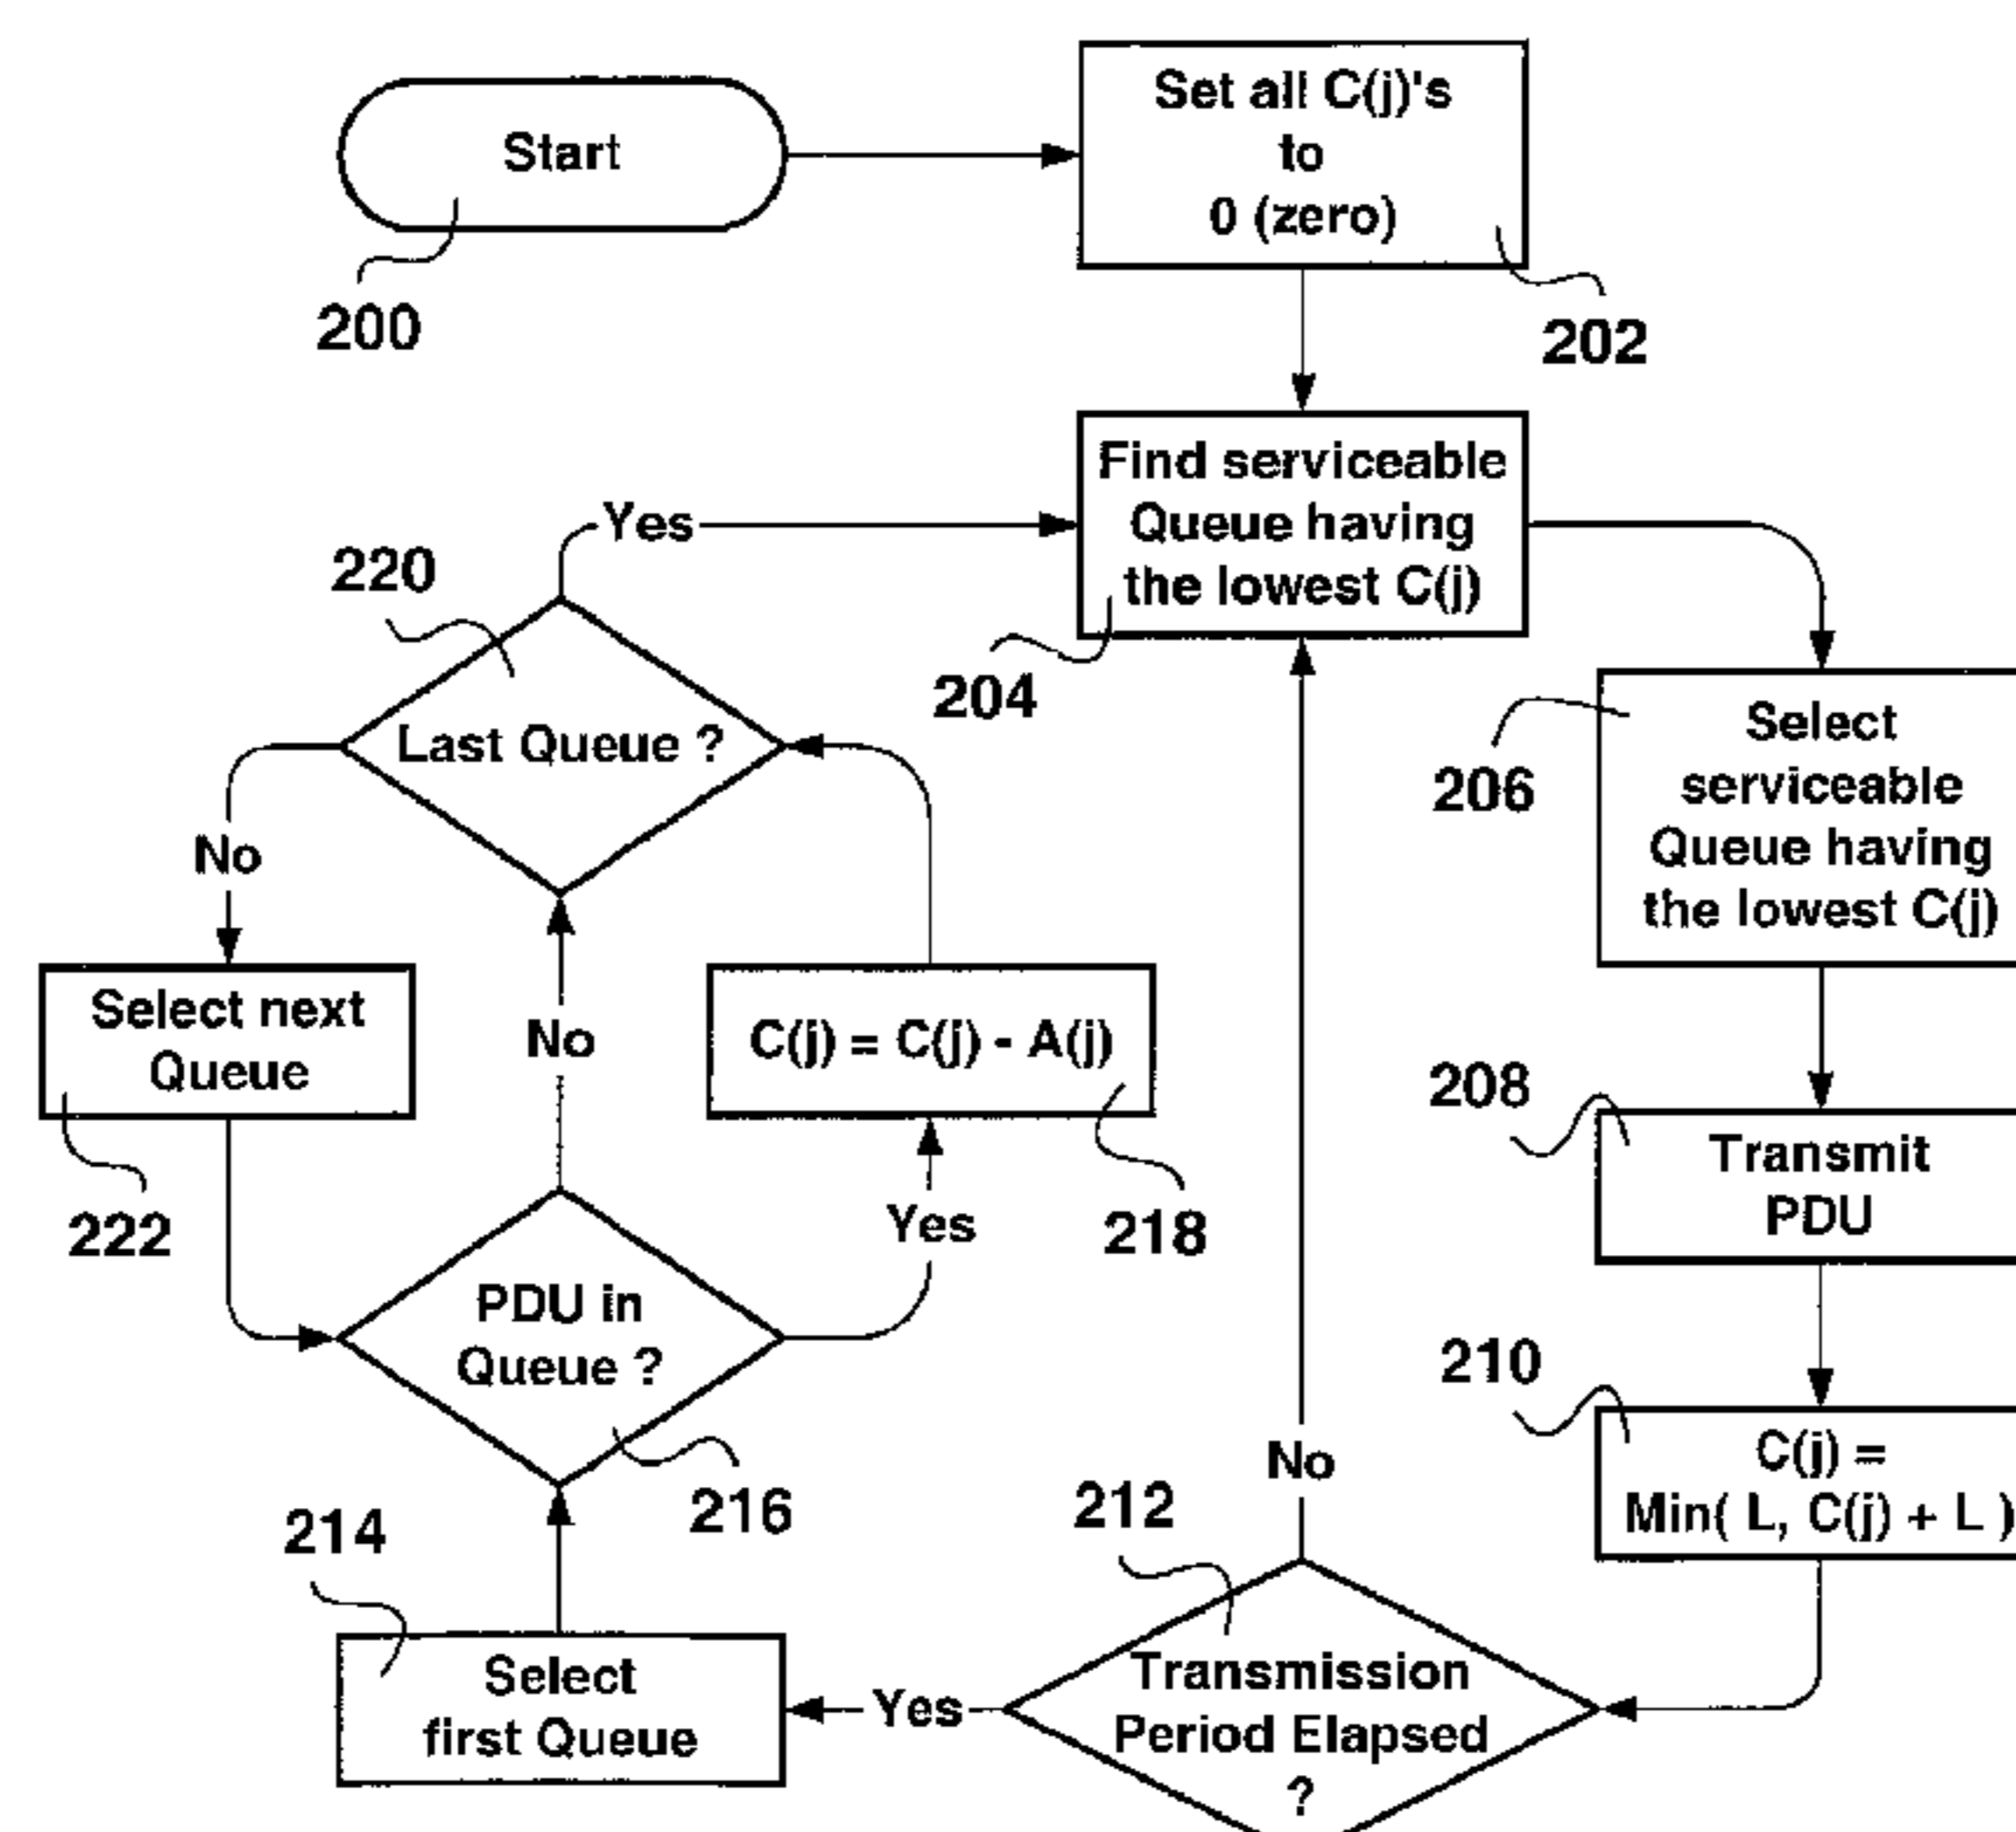 Start
200
Set all C(j)'s
to
0 (zero)
202
Find serviceable
Queue having
the lowest C(j)
204
Select
serviceable
Queue having
the lowest C(j)
206
Transmit
PDU
208
C(j) =
Min( L, C(j) + L )
210
Transmission
Period Elapsed
?
212
No
Yes
Select
first Queue
214
PDU in
Queue ?
216
Yes
No
C(j) = C(j) - A(j)
218
Last Queue ?
220
Yes
No
Select next
Queue
222